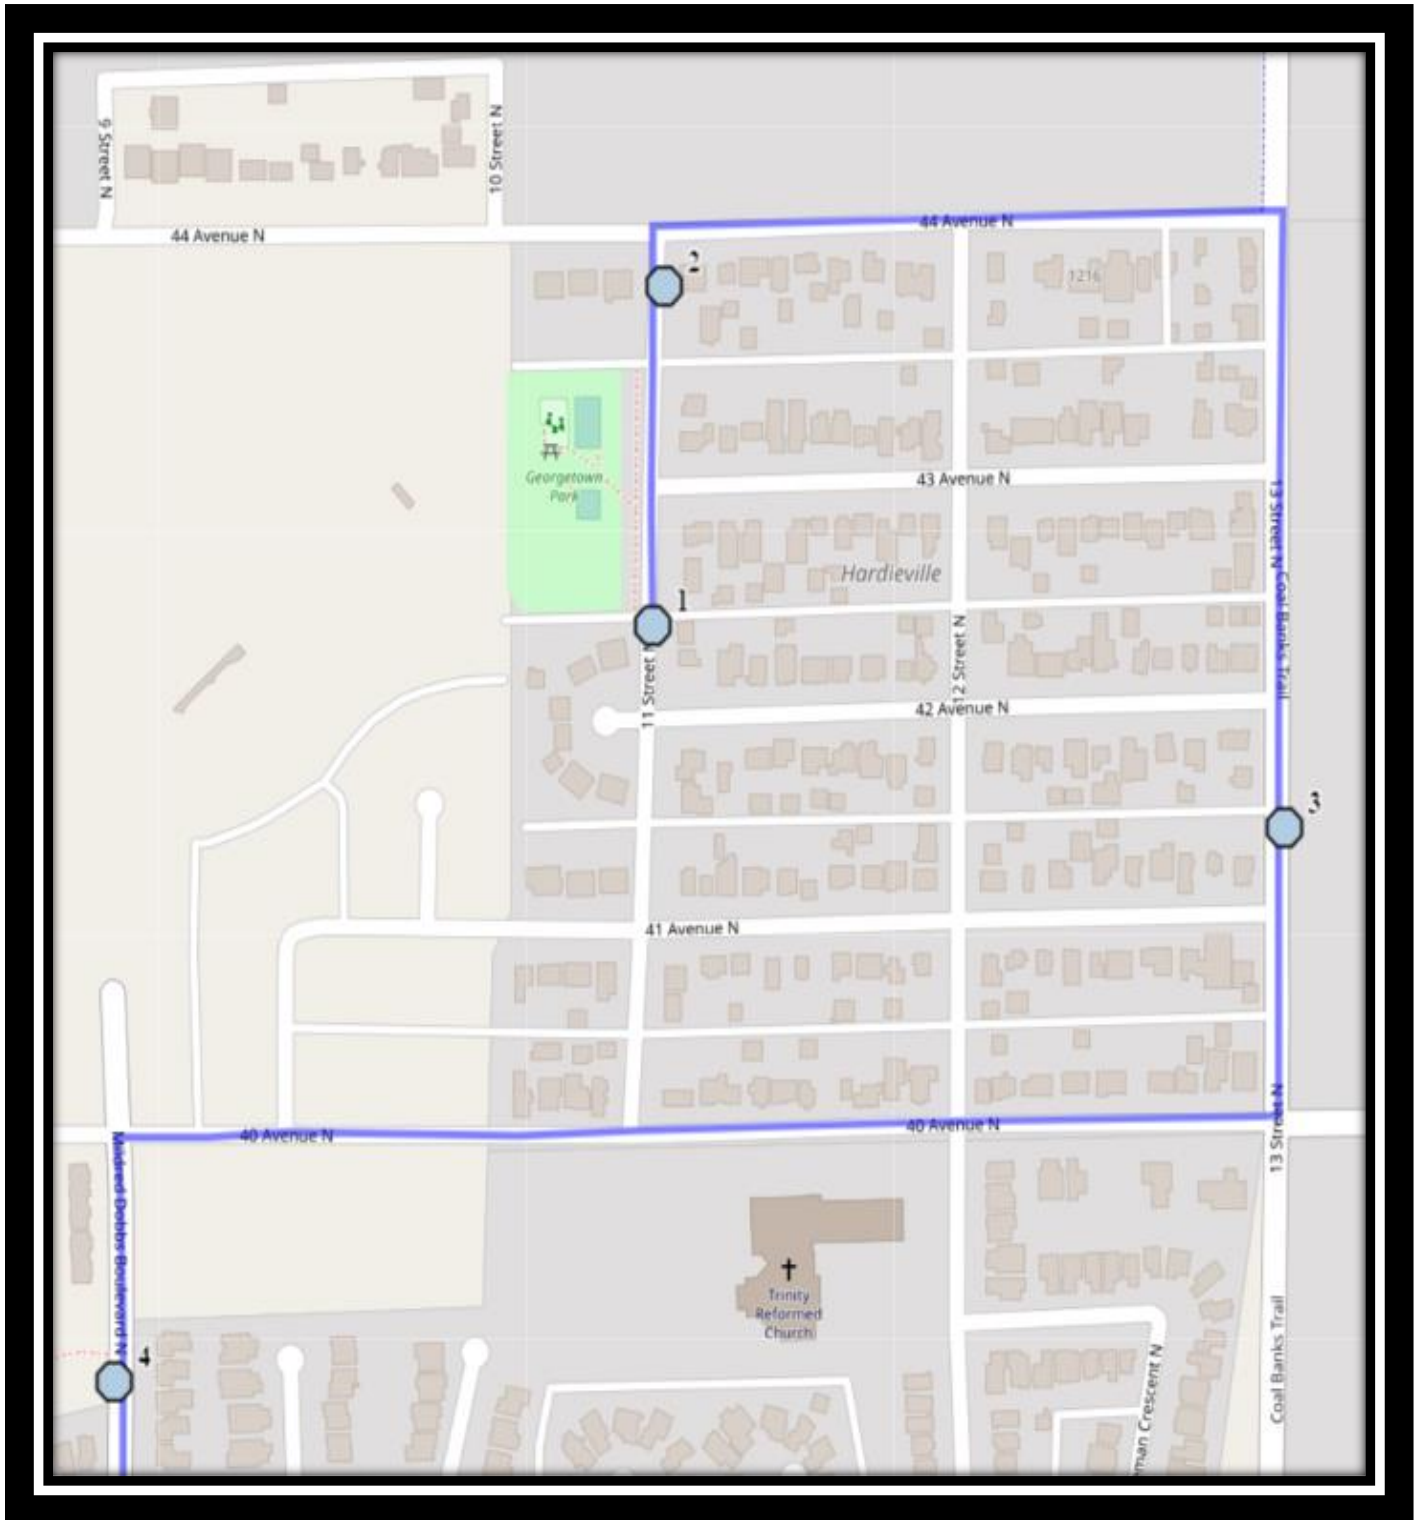 9 Street N
10 Street N
44 Avenue N
44 Avenue N
2
1216
Georgetown
Park
43 Avenue N
13 Street N
Coal Banks Trail
Hardieville
1
11 Street N
12 Street N
42 Avenue N
3
41 Avenue N
40 Avenue N
40 Avenue N
13 Street N
Mildred Dobbs Boulevard N
Trinity
Reformed
Church
4
Coal Banks Trail
man Crescent N